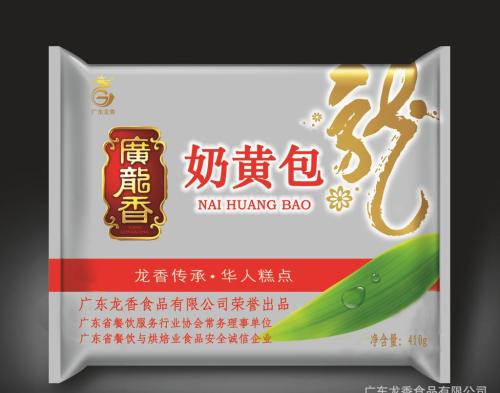 广东龙香
廣龍香
奶黄包
NAI HUANG BAO
龙
龙香传承·华人糕点
广东龙香食品有限公司荣誉出品
广东省餐饮服务行业协会常务理事单位
广东省餐饮与烘焙业食品安全诚信企业
净含量: 410g
广东龙香食品有限公司